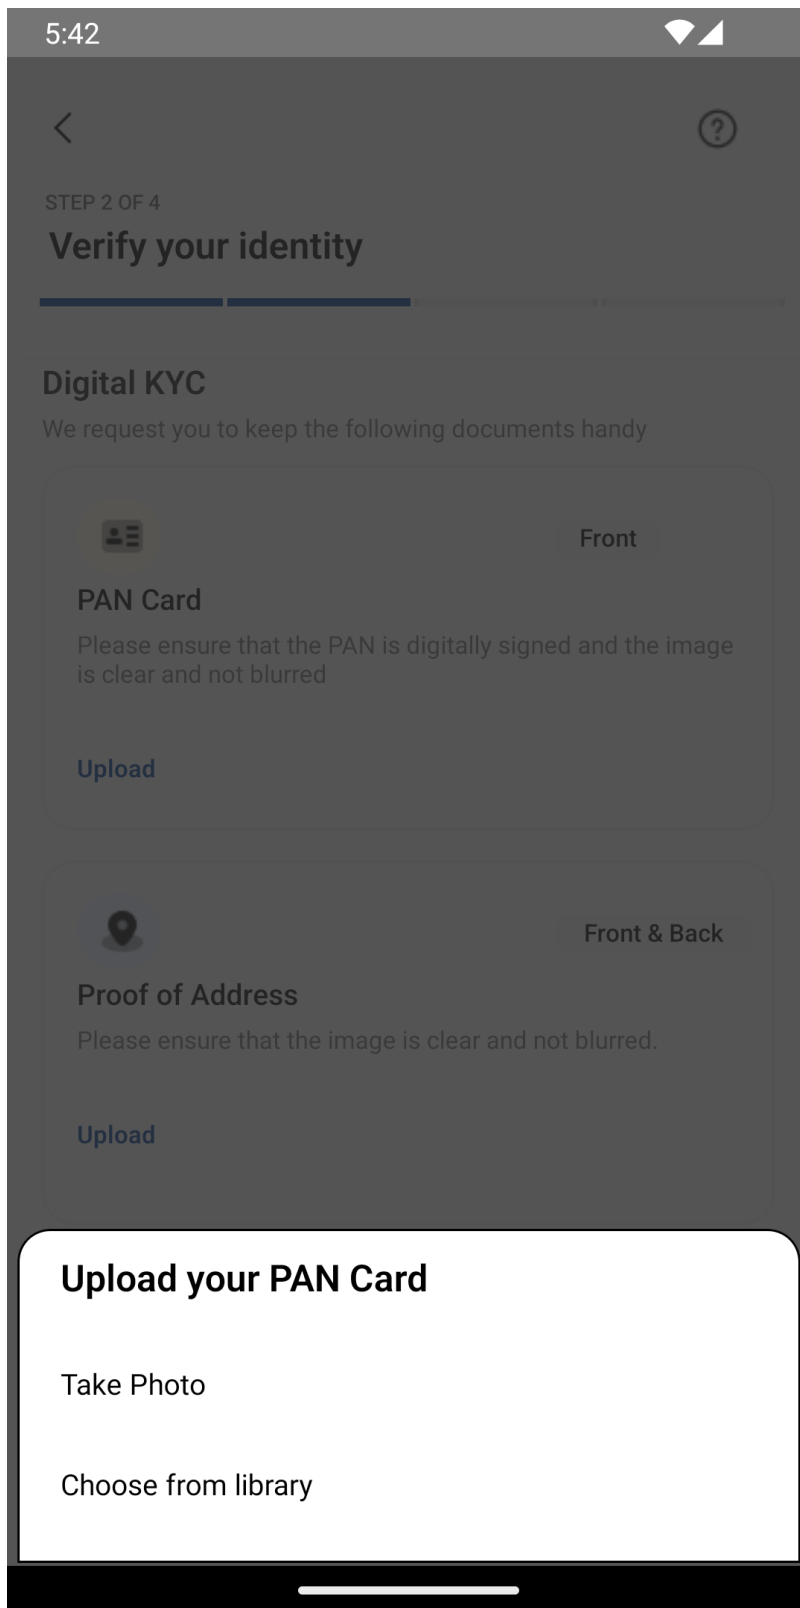 5:42
STEP 2 OF 4
Verify your identity
Digital KYC
We request you to keep the following documents handy
Front
PAN Card
Please ensure that the PAN is digitally signed and the image
is clear and not blurred
Upload
Front & Back
Proof of Address
Please ensure that the image is clear and not blurred.
Upload
Upload your PAN Card
Take Photo
Choose from library